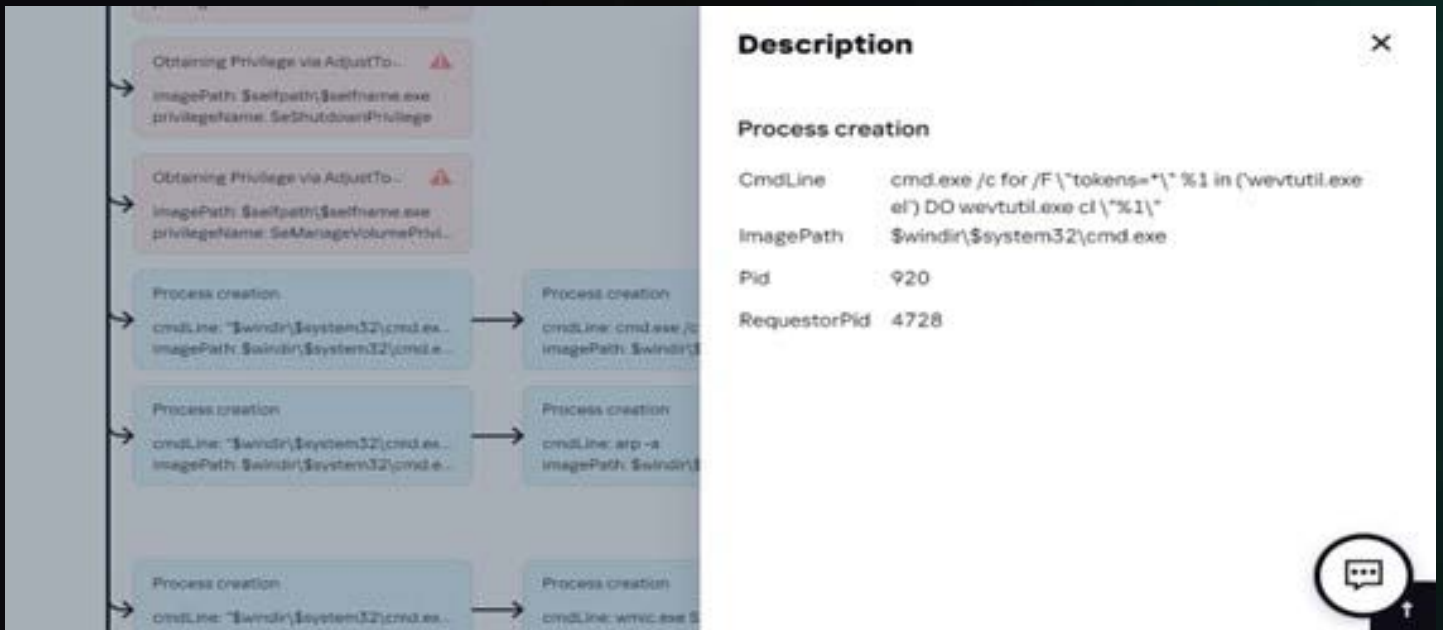 Obtaining Privilege via AdjustTo...
imagePath: $selfpath\$selfname.exe
privilegeName: SeShutdownPrivilege
Obtaining Privilege via AdjustTo...
imagePath: $selfpath\$selfname.exe
privilegeName: SeManageVolumePrivi...
Process creation
cmdLine: "$windir\$system32\cmd.ex...
imagePath: $windir\$system32\cmd.e...
Process creation
cmdLine: cmd.exe /c
imagePath: $windir\$
Process creation
cmdLine: "$windir\$system32\cmd.ex...
imagePath: $windir\$system32\cmd.e...
Process creation
cmdLine: arp -a
imagePath: $windir\$
Process creation
cmdLine: "$windir\$system32\cmd.ex...
Process creation
cmdLine: wmic.exe S
Description
Process creation
CmdLine cmd.exe /c for /F \"tokens=*\" %1 in ('wevtutil.exe
el') DO wevtutil.exe cl \"%1\"
ImagePath $windir\$system32\cmd.exe
Pid 920
RequestorPid 4728